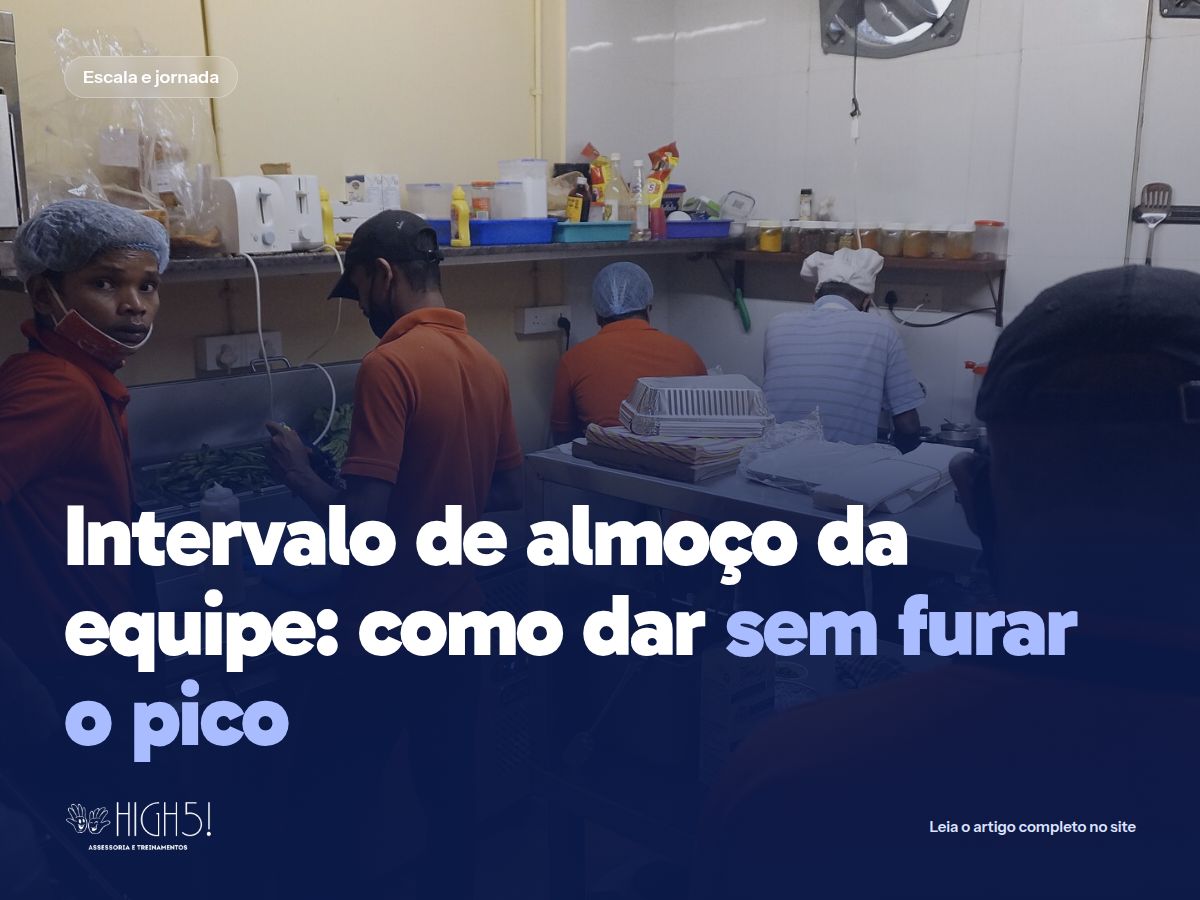 Escala e jornada
Intervalo de almoço da
equipe: como dar sem furar
o pico
HIGH5!
ASSESSORIA E TREINAMENTOS
Leia o artigo completo no site